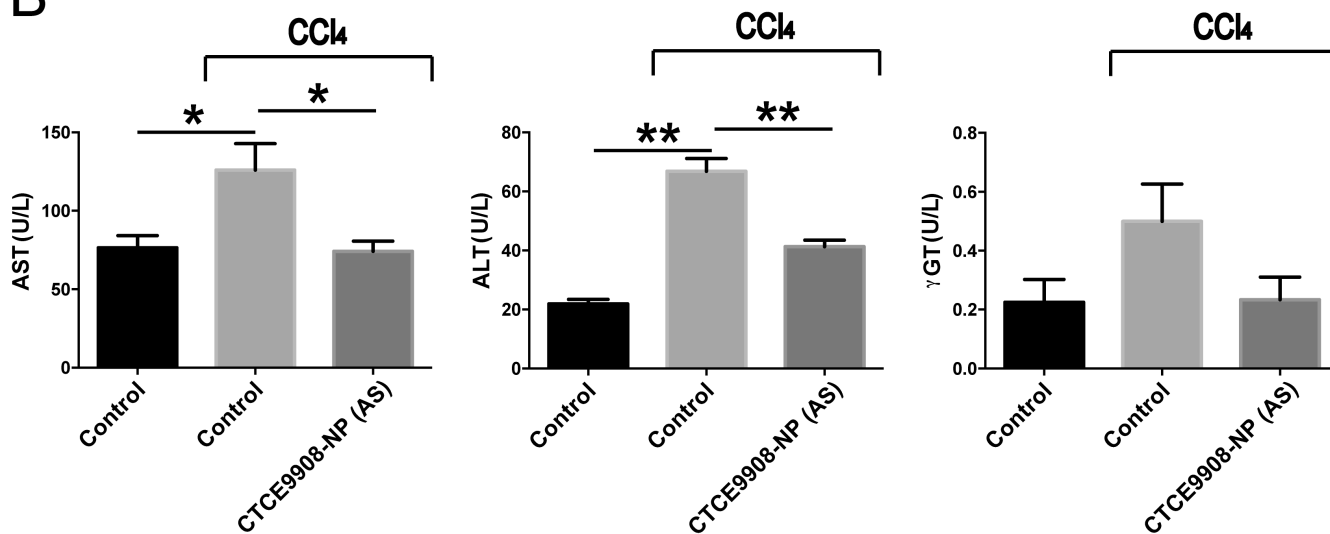 B
CCl4
CCl4
CCl4
*
*
**
**
AST (U/L)
150
100
50
0
Control
Control
CTCE9908-NP (AS)
ALT (U/L)
80
60
40
20
0
Control
Control
CTCE9908-NP (AS)
γ GT (U/L)
0.8
0.6
0.4
0.2
0.0
Control
Control
CTCE9908-NP (AS)